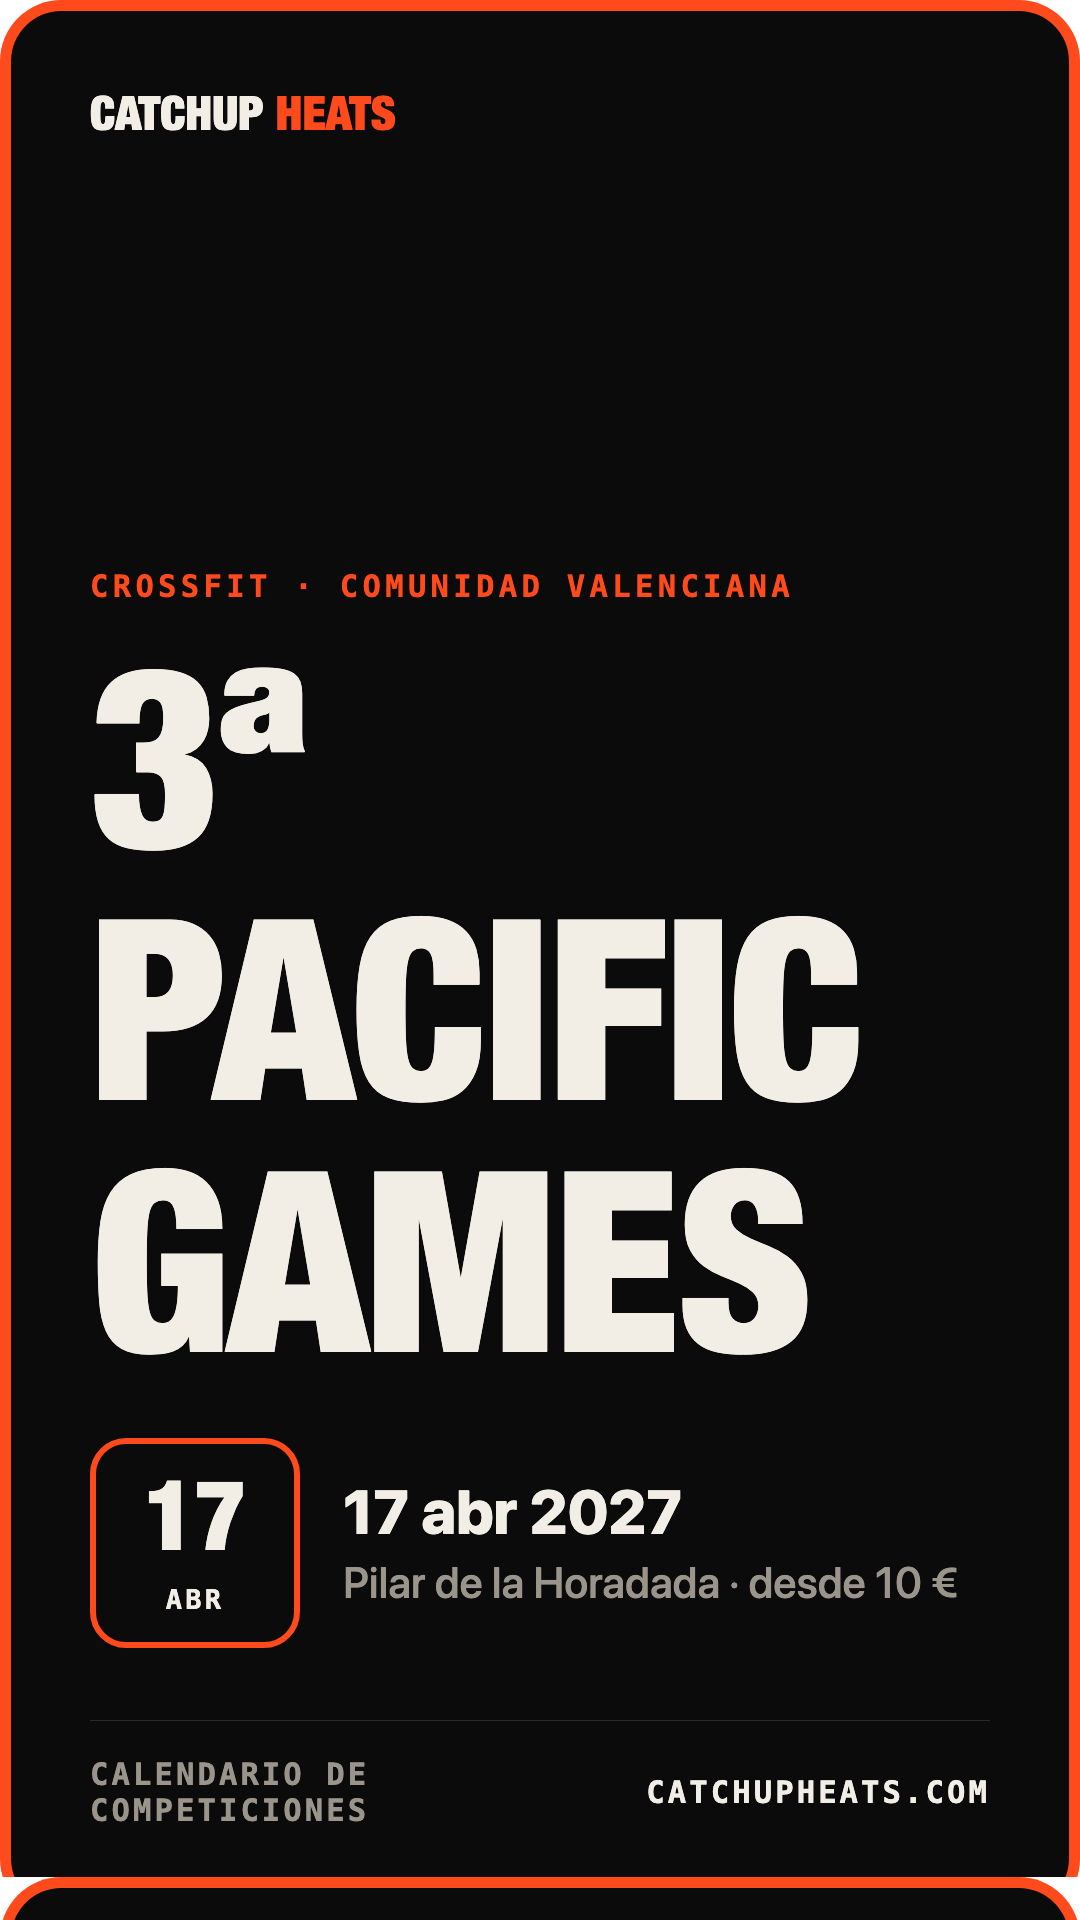 CATCHUP HEATS
CROSSFIT · COMUNIDAD VALENCIANA
3ª
PACIFIC
GAMES
17
ABR
17 abr 2027
Pilar de la Horadada · desde 10 €
CALENDARIO DE
COMPETICIONES
CATCHUPHEATS.COM